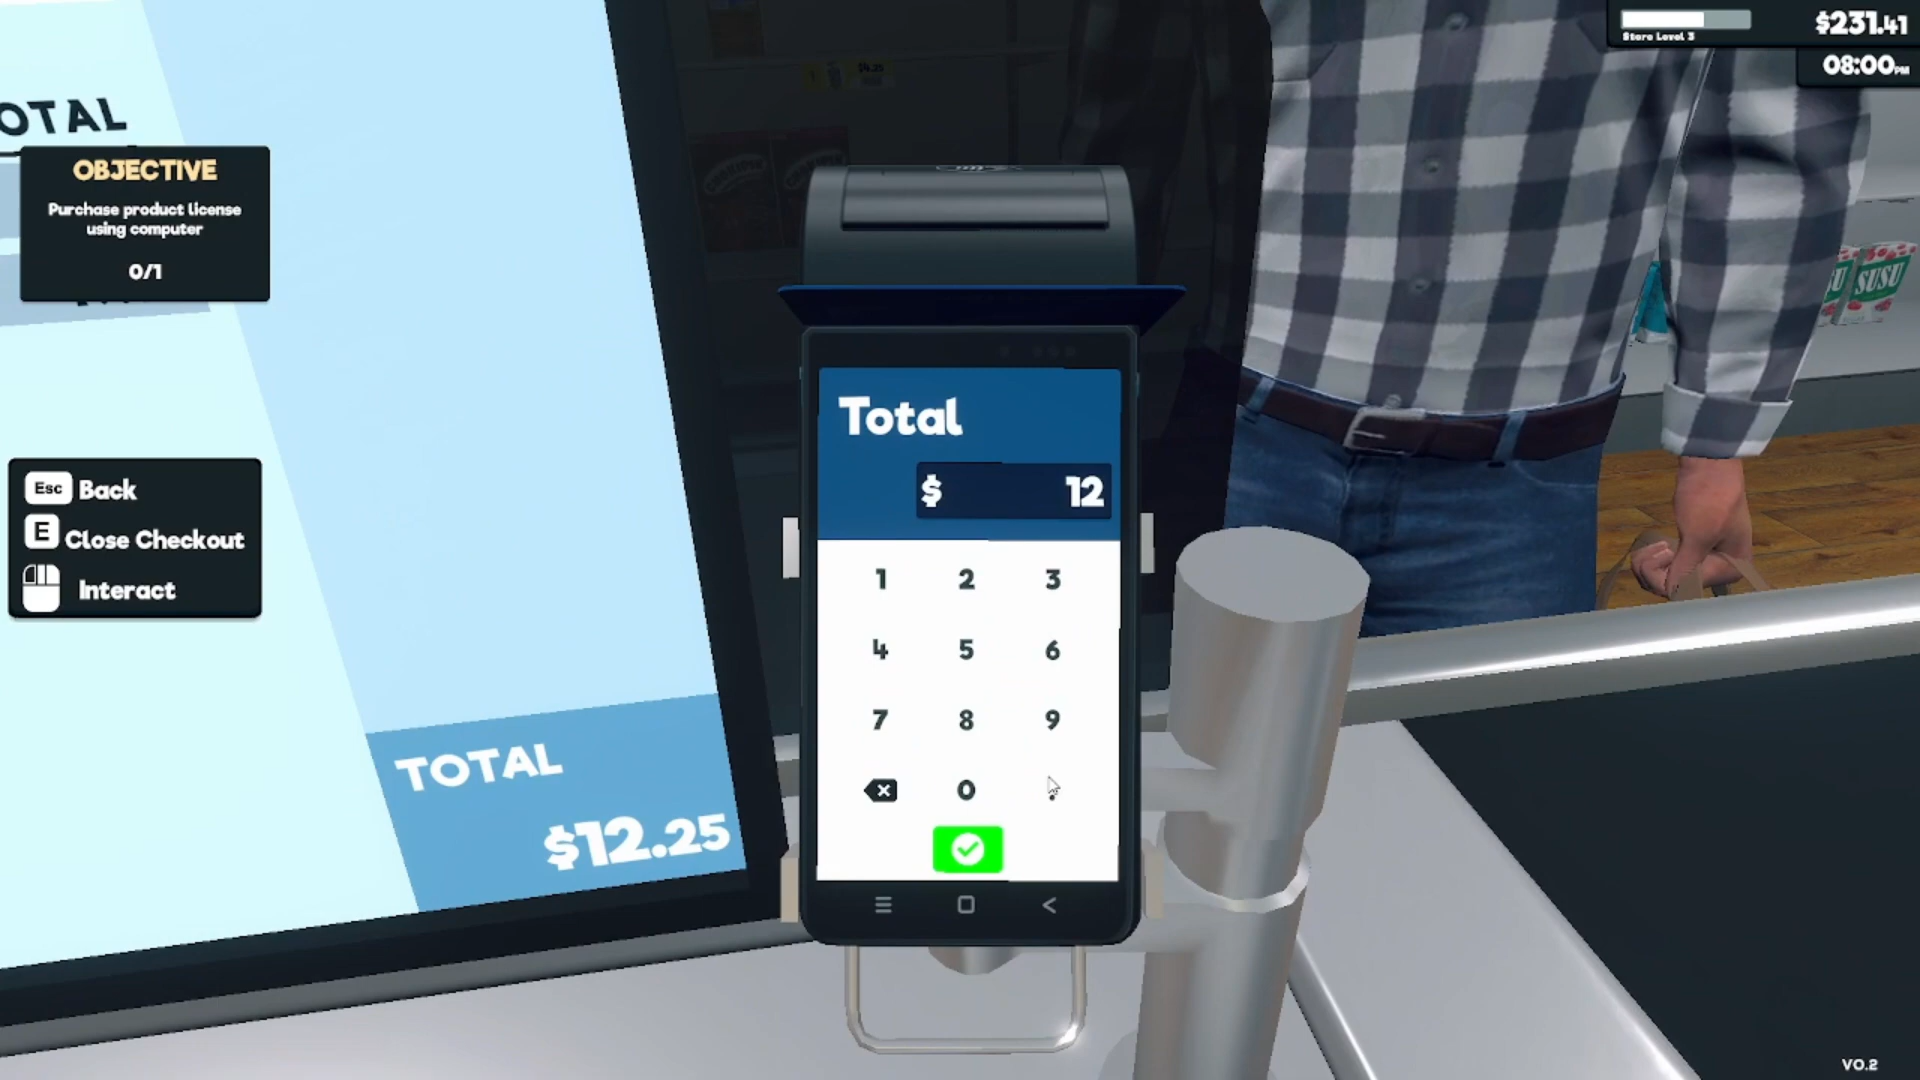 $231.41
Store Level 3
08:00PM
OTAL
OBJECTIVE
Purchase product license
using computer
0/1
Esc Back
E Close Checkout
Interact
Total
$ 12
1 2 3
4 5 6
7 8 9
0 .
TOTAL
$12.25
SUSU
V0.2